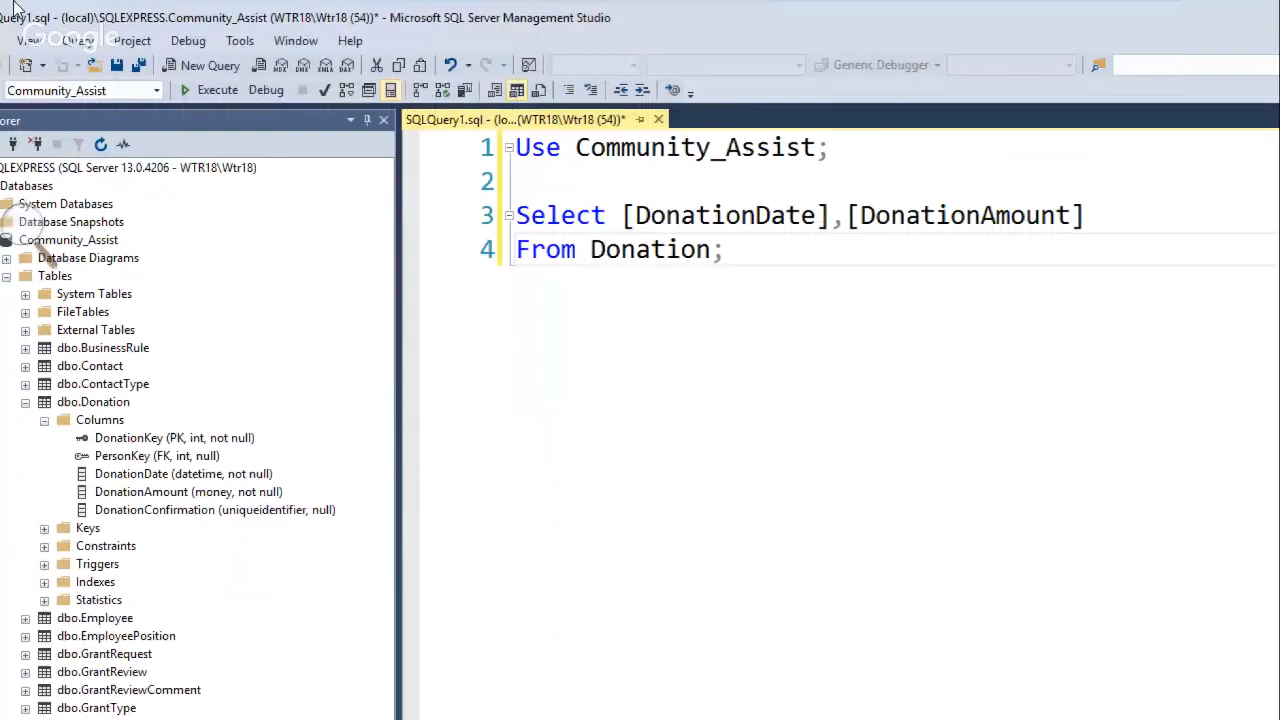 Query1.sql - (local)\SQLEXPRESS.Community_Assist (WTR18\Wtr18 (54))* - Microsoft SQL Server Management Studio
View Query Project Debug Tools Window Help
Google
New Query
Generic Debugger
Community_Assist
Execute Debug
orer
SQLQuery1.sql - (lo...(WTR18\Wtr18 (54))*
QLEXPRESS (SQL Server 13.0.4206 - WTR18\Wtr18)
Databases
System Databases
Database Snapshots
Community_Assist
Database Diagrams
Tables
System Tables
FileTables
External Tables
dbo.BusinessRule
dbo.Contact
dbo.ContactType
dbo.Donation
Columns
DonationKey (PK, int, not null)
PersonKey (FK, int, null)
DonationDate (datetime, not null)
DonationAmount (money, not null)
DonationConfirmation (uniqueidentifier, null)
Keys
Constraints
Triggers
Indexes
Statistics
dbo.Employee
dbo.EmployeePosition
dbo.GrantRequest
dbo.GrantReview
dbo.GrantReviewComment
dbo.GrantType
1 Use Community_Assist;
2
3 Select [DonationDate],[DonationAmount]
4 From Donation;